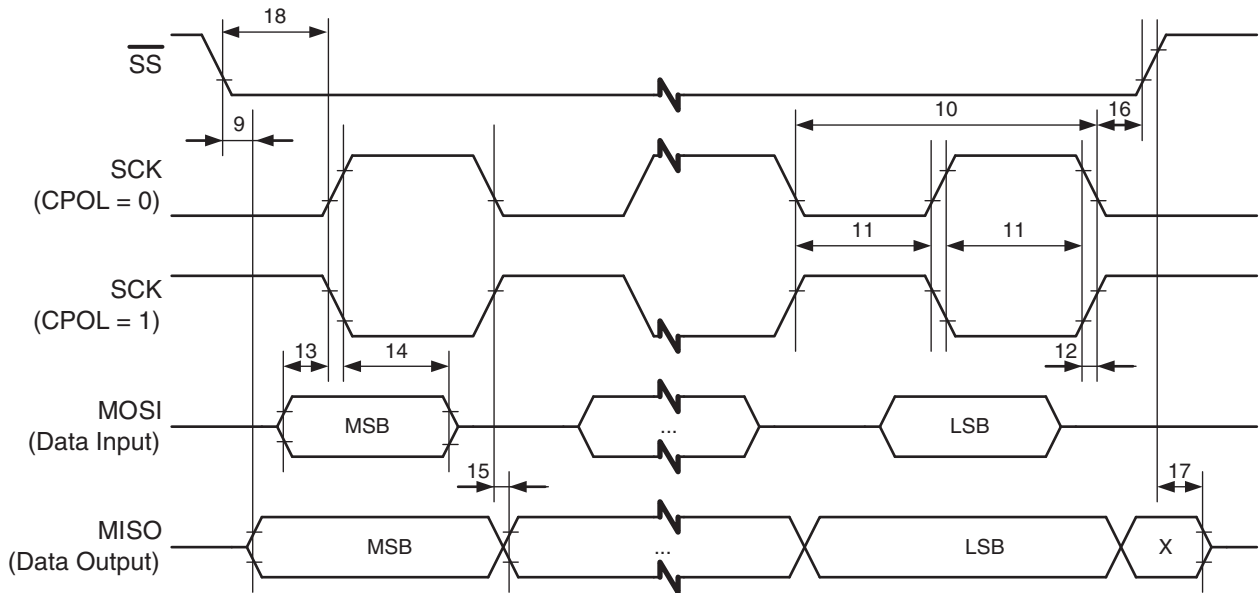 18
SS
9
10
16
SCK
(CPOL = 0)
11
11
SCK
(CPOL = 1)
13
14
12
MOSI
(Data Input)
MSB
...
LSB
15
17
MISO
(Data Output)
MSB
...
LSB
X